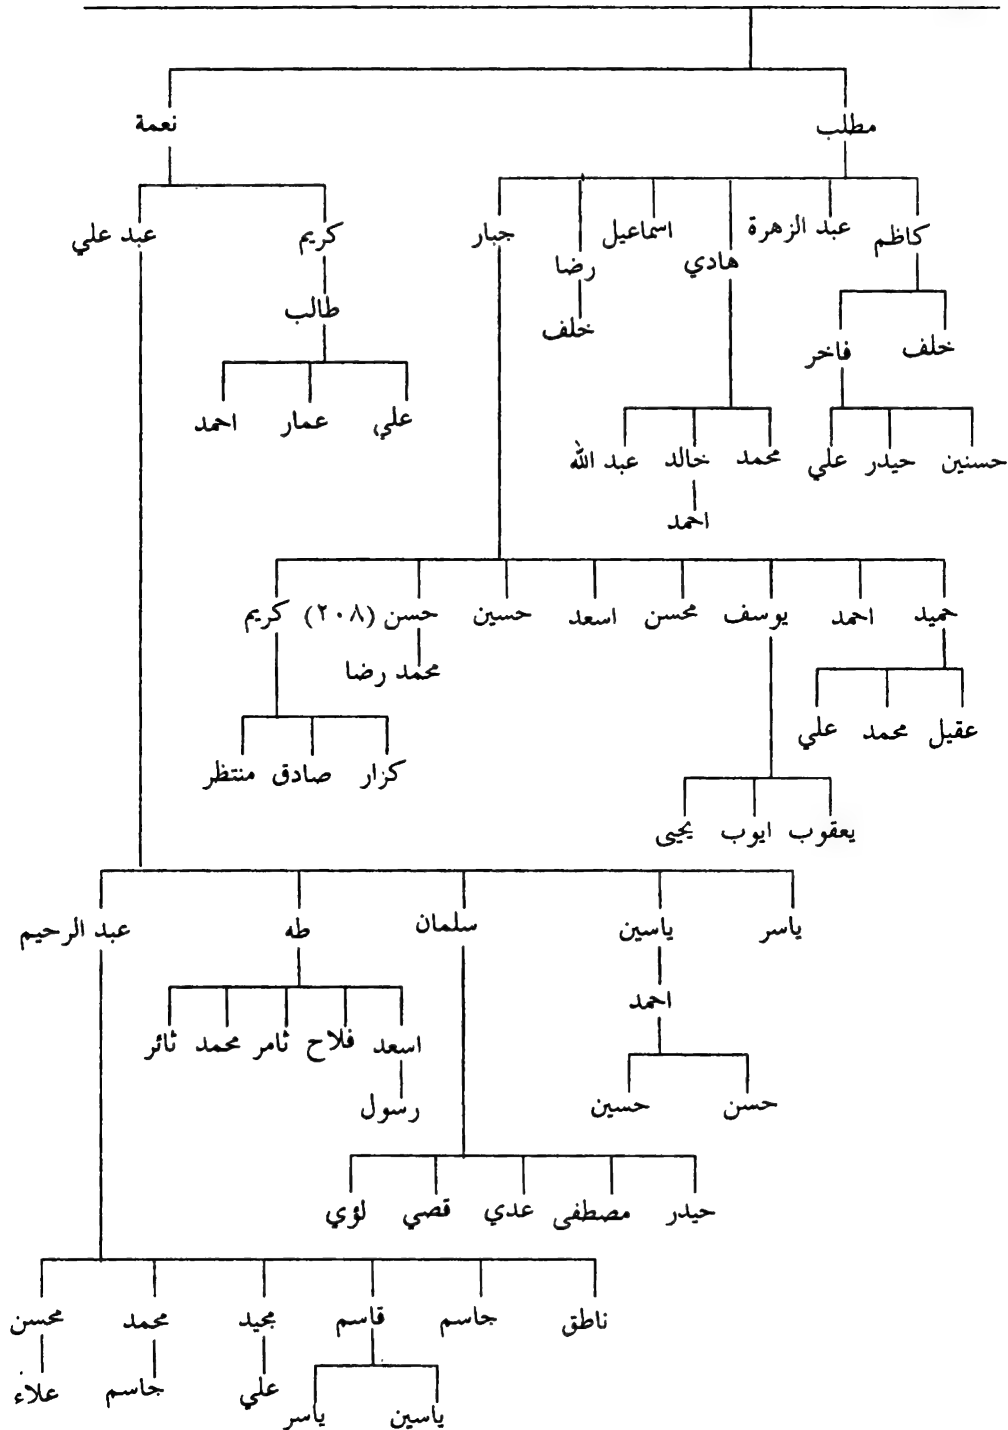 مطلب نعمة
كاظم عبد الزهرة هادي اسماعيل رضا جبار كريم عبد علي
خلف فاخر خلف طالب
علي عمار احمد
حسنين حيدر علي محمد خالد عبد الله
احمد
حميد احمد يوسف محسن اسعد حسين حسن (٢٠٨) كريم
محمد رضا
عقيل محمد علي كزار صادق منتظر
يعقوب ايوب يحيى
ياسر ياسين سلمان طه عبد الرحيم
احمد اسعد فلاح ثامر محمد ثائر
حسن حسين رسول
حيدر مصطفى عدي قصي لؤي
ناطق جاسم قاسم مجيد محمد محسن
ياسين ياسر علي جاسم علاء